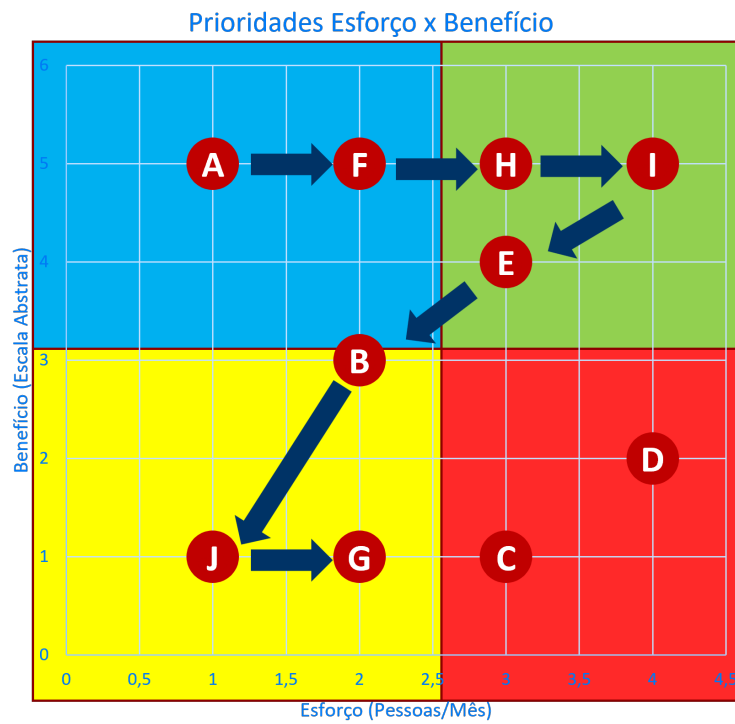 Prioridades Esforço x Benefício
6
5
4
3
2
1
0
Benefício (Escala Abstrata)
A
F
H
I
E
B
D
J
G
C
0
0,5
1
1,5
2
2,5
3
3,5
4
4,5
Esforço (Pessoas/Mês)